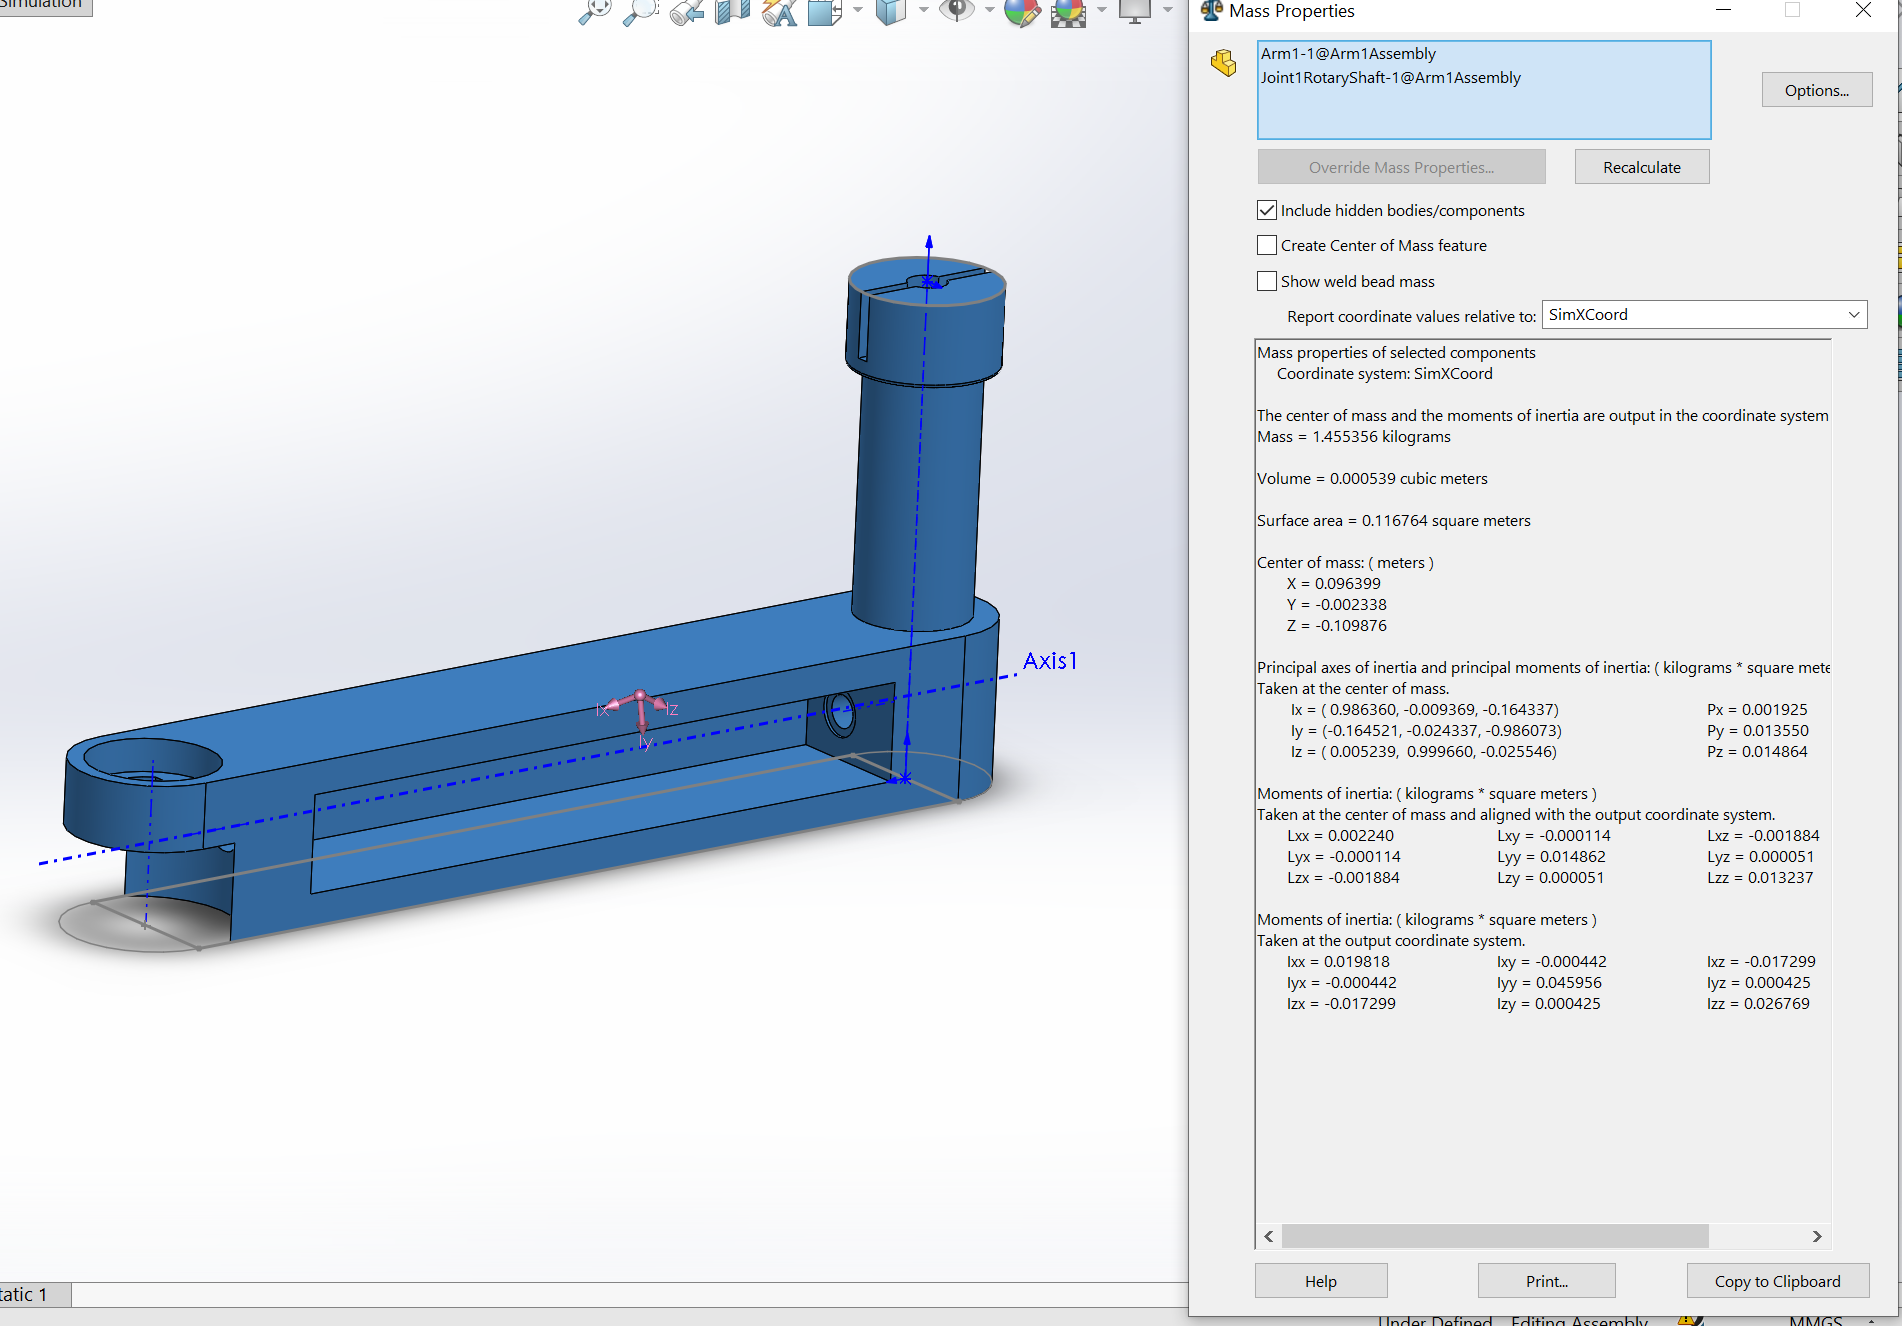 Simulation
Mass Properties
Arm1-1@Arm1Assembly
Joint1RotaryShaft-1@Arm1Assembly
Options...
Override Mass Properties...
Recalculate
Include hidden bodies/components
Create Center of Mass feature
Show weld bead mass
Report coordinate values relative to: SimXCoord
Mass properties of selected components
Coordinate system: SimXCoord
The center of mass and the moments of inertia are output in the coordinate system
Mass = 1.455356 kilograms
Volume = 0.000539 cubic meters
Surface area = 0.116764 square meters
Center of mass: ( meters )
X = 0.096399
Y = -0.002338
Z = -0.109876
Principal axes of inertia and principal moments of inertia: ( kilograms * square mete
Taken at the center of mass.
Ix = ( 0.986360, -0.009369, -0.164337) Px = 0.001925
Iy = (-0.164521, -0.024337, -0.986073) Py = 0.013550
Iz = ( 0.005239, 0.999660, -0.025546) Pz = 0.014864
Moments of inertia: ( kilograms * square meters )
Taken at the center of mass and aligned with the output coordinate system.
Lxx = 0.002240 Lxy = -0.000114 Lxz = -0.001884
Lyx = -0.000114 Lyy = 0.014862 Lyz = 0.000051
Lzx = -0.001884 Lzy = 0.000051 Lzz = 0.013237
Moments of inertia: ( kilograms * square meters )
Taken at the output coordinate system.
Ixx = 0.019818 Ixy = -0.000442 Ixz = -0.017299
Iyx = -0.000442 Iyy = 0.045956 Iyz = 0.000425
Izx = -0.017299 Izy = 0.000425 Izz = 0.026769
Help
Print...
Copy to Clipboard
Axis1
Ix
Iz
Iy
tatic 1
Under Defined
Editing Assembly
MMGS